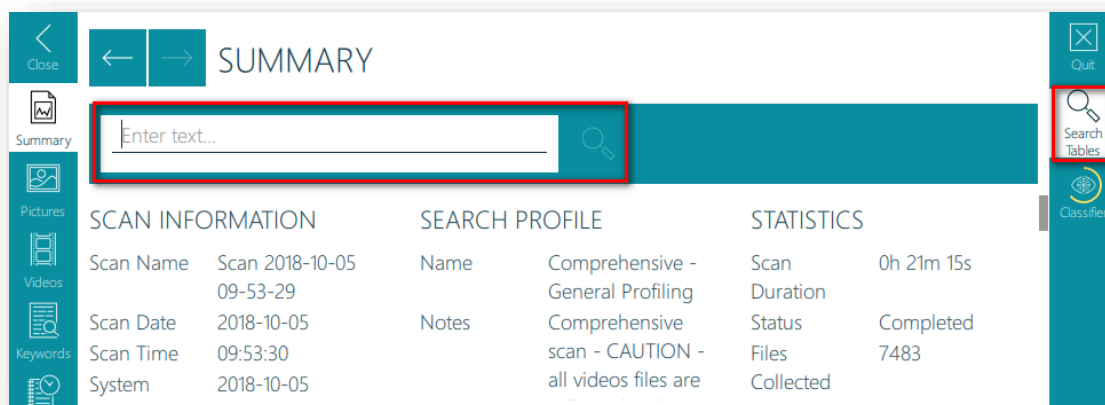 Close
Summary
Pictures
Videos
Keywords
SUMMARY
Enter text...
SCAN INFORMATION
Scan Name Scan 2018-10-05
09-53-29
Scan Date 2018-10-05
Scan Time 09:53:30
System 2018-10-05
SEARCH PROFILE
Name Comprehensive -
General Profiling
Notes Comprehensive
scan - CAUTION -
all videos files are
STATISTICS
Scan 0h 21m 15s
Duration
Status Completed
Files 7483
Collected
Quit
Search
Tables
Classifier